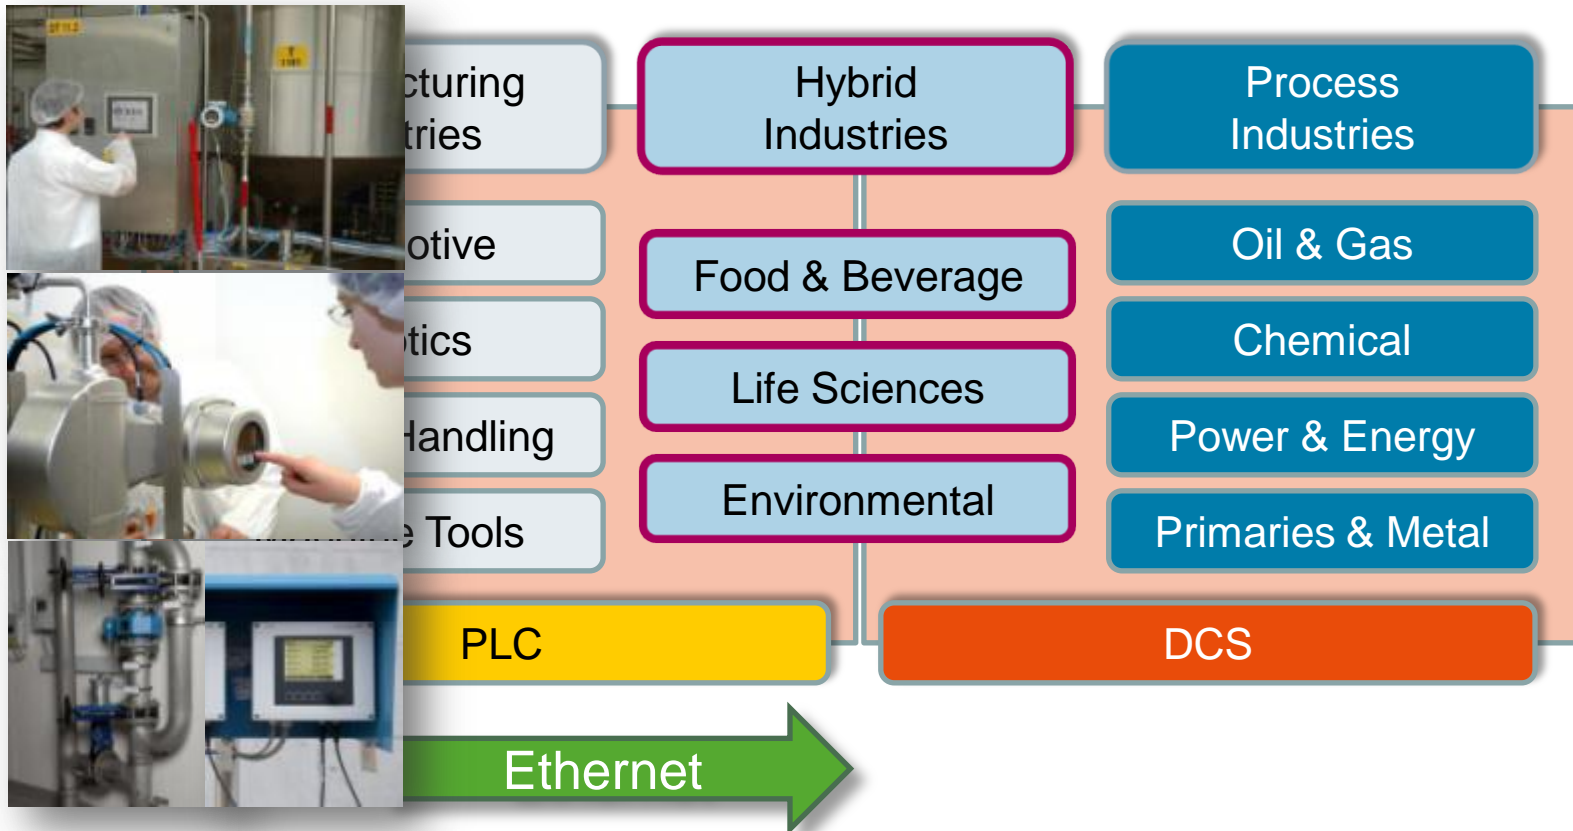 cturing
tries
Hybrid
Industries
Process
Industries
otive
Food & Beverage
Oil & Gas
tics
Life Sciences
Chemical
Handling
Environmental
Power & Energy
e Tools
Primaries & Metal
PLC
DCS
Ethernet